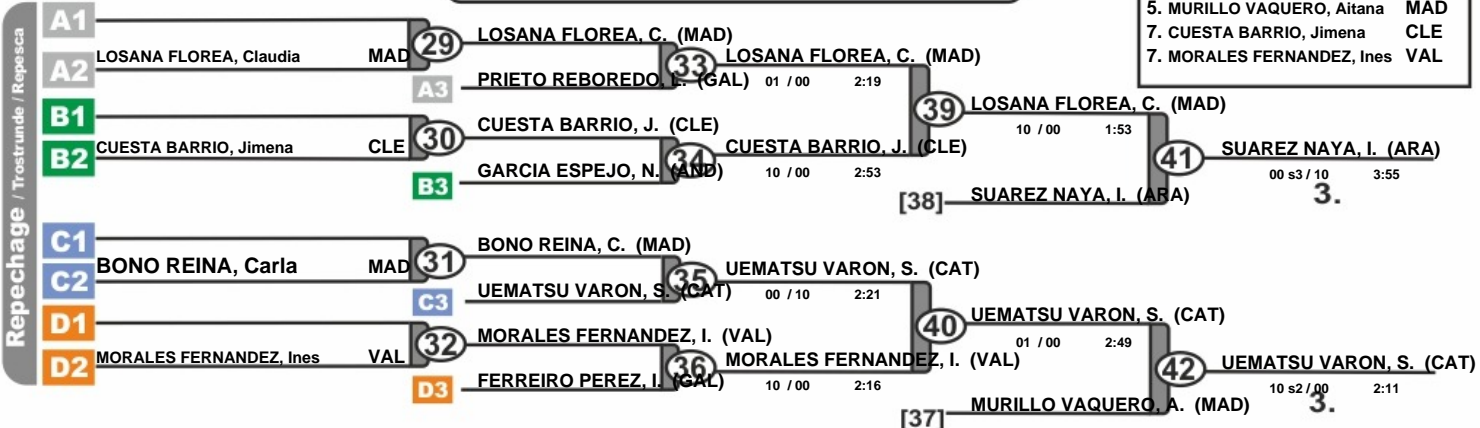 5. MURILLO VAQUERO, Aitana MAD
7. CUESTA BARRIO, Jimena CLE
7. MORALES FERNANDEZ, Ines VAL
Repechage / Trostrunde / Repesca
A1
A2
LOSANA FLOREA, Claudia MAD
29
LOSANA FLOREA, C. (MAD)
A3
PRIETO REBOREDO, L. (GAL)
33
LOSANA FLOREA, C. (MAD)
01 / 00 2:19
B1
B2
CUESTA BARRIO, Jimena CLE
30
CUESTA BARRIO, J. (CLE)
B3
GARCIA ESPEJO, N. (AND)
34
CUESTA BARRIO, J. (CLE)
10 / 00 2:53
39
LOSANA FLOREA, C. (MAD)
10 / 00 1:53
[38]
SUAREZ NAYA, I. (ARA)
41
SUAREZ NAYA, I. (ARA)
00 s3 / 10 3:55
3.
C1
C2
BONO REINA, Carla MAD
31
BONO REINA, C. (MAD)
C3
UEMATSU VARON, S. (CAT)
35
UEMATSU VARON, S. (CAT)
00 / 10 2:21
D1
D2
MORALES FERNANDEZ, Ines VAL
32
MORALES FERNANDEZ, I. (VAL)
D3
FERREIRO PEREZ, I. (GAL)
36
MORALES FERNANDEZ, I. (VAL)
10 / 00 2:16
40
UEMATSU VARON, S. (CAT)
01 / 00 2:49
[37]
MURILLO VAQUERO, A. (MAD)
42
UEMATSU VARON, S. (CAT)
10 s2 / 00 2:11
3.